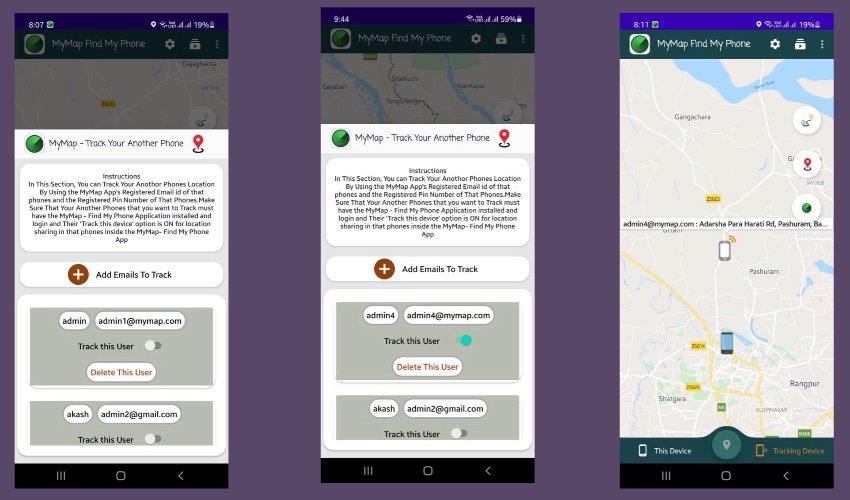 8:07
19%
MyMap Find My Phone
Gajaghanta
JAYDEB
Z5023
MyMap - Track Your Another Phone
Instructions
In This Section, You can Track Your Anothor Phones Location
By Using the MyMap App's Registered Email id of that
phones and the Registered Pin Number of That Phones.Make
Sure That Your Another Phones that you want to Track must
have the MyMap - Find My Phone Application installed and
login and Their 'Track this device' option is ON for location
sharing in that phones inside the MyMap- Find My Phone
App
Add Emails To Track
admin
admin1@mymap.com
Track this User
Delete This User
akash
admin2@gmail.com
Track this User
9:44
59%
MyMap Find My Phone
Sitalkuchi
Gayabari
Kamtapur
MyMap - Track Your Another Phone
Instructions
In This Section, You can Track Your Anothor Phones Location
By Using the MyMap App's Registered Email id of that
phones and the Registered Pin Number of That Phones.Make
Sure That Your Another Phones that you want to Track must
have the MyMap - Find My Phone Application installed and
login and Their 'Track this device' option is ON for location
sharing in that phones inside the MyMap- Find My Phone
App
Add Emails To Track
admin4
admin4@mymap.com
Track this User
Delete This User
akash
admin2@gmail.com
Track this User
8:11
19%
MyMap Find My Phone
Gangachara
JAYDEB
Z5023
admin4@mymap.com : Adarsha Para Harati Rd, Pashuram, Ba...
Pashuram
Z5014
Rangpur
Z5025
Shatgara
ALOMNAGAR
N5
N508
This Device
Tracking Device